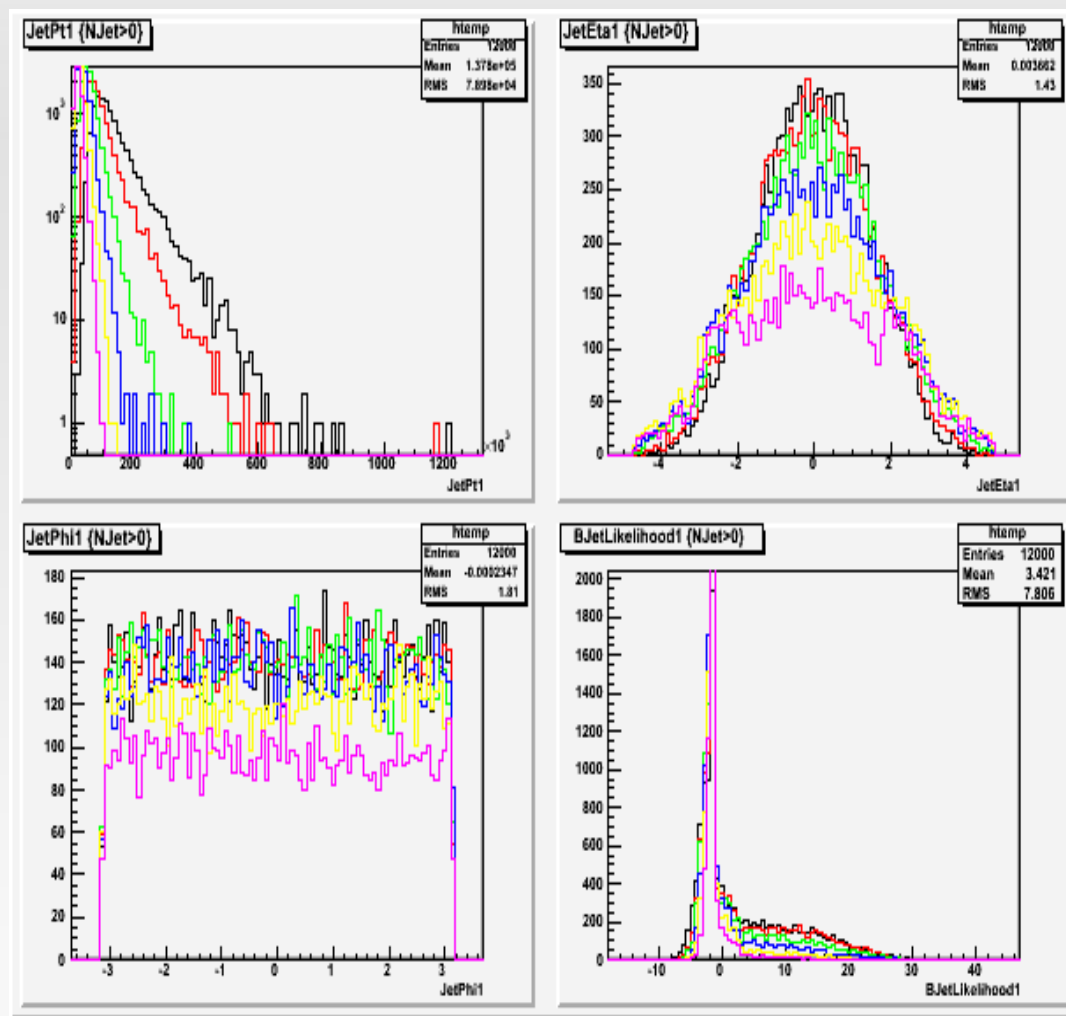 JetPt1 {NJet>0}
htemp
Entries 12000
Mean 1.378e+05
RMS 7.898e+04
10³
10²
10
1
0 200 400 600 800 1000 1200 ×10³
JetPt1
JetEta1 {NJet>0}
htemp
Entries 12000
Mean 0.003662
RMS 1.43
350
300
250
200
150
100
50
0
-4 -2 0 2 4
JetEta1
JetPhi1 {NJet>0}
htemp
Entries 12000
Mean -0.0002347
RMS 1.81
180
160
140
120
100
80
60
40
20
0
-3 -2 -1 0 1 2 3
JetPhi1
BJetLikelihood1 {NJet>0}
htemp
Entries 12000
Mean 3.421
RMS 7.806
2000
1800
1600
1400
1200
1000
800
600
400
200
0
-10 0 10 20 30 40
BJetLikelihood1